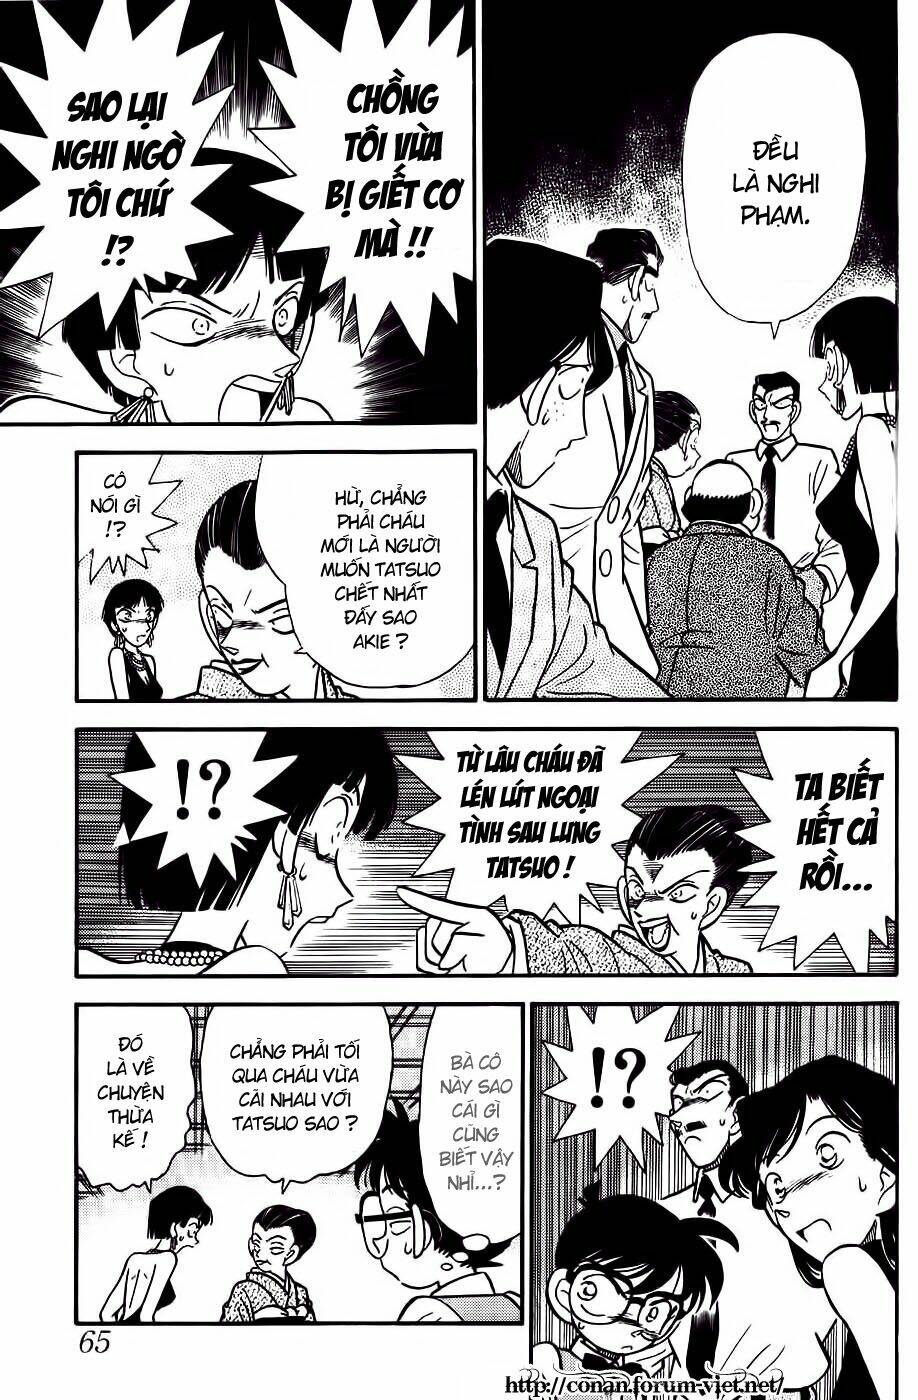 ĐỀU
LÀ NGHI
PHẠM.
CHỒNG
TÔI VỪA
BỊ GIẾT CƠ
MÀ !!
SAO LẠI
NGHI NGỜ
TÔI CHỨ
!?
HỪ, CHẲNG
PHẢI CHÁU
MỚI LÀ NGƯỜI
MUỐN TATSUO
CHẾT NHẤT
ĐẤY SAO
AKIE ?
CÔ
NÓI GÌ
!?
TA BIẾT
HẾT CẢ
RỒI...
TỪ LÂU CHÁU ĐÃ
LÉN LÚT NGOẠI
TÌNH SAU LƯNG
TATSUO !
!?
!?
BÀ CÔ
NÀY SAO
CÁI GÌ
CŨNG
BIẾT VẬY
NHỈ...?
CHẲNG PHẢI TỐI
QUA CHÁU VỪA
CÃI NHAU VỚI
TATSUO SAO ?
ĐÓ
LÀ VỀ
CHUYỆN
THỪA
KẾ !
65
http://conan.forum-viet.net/